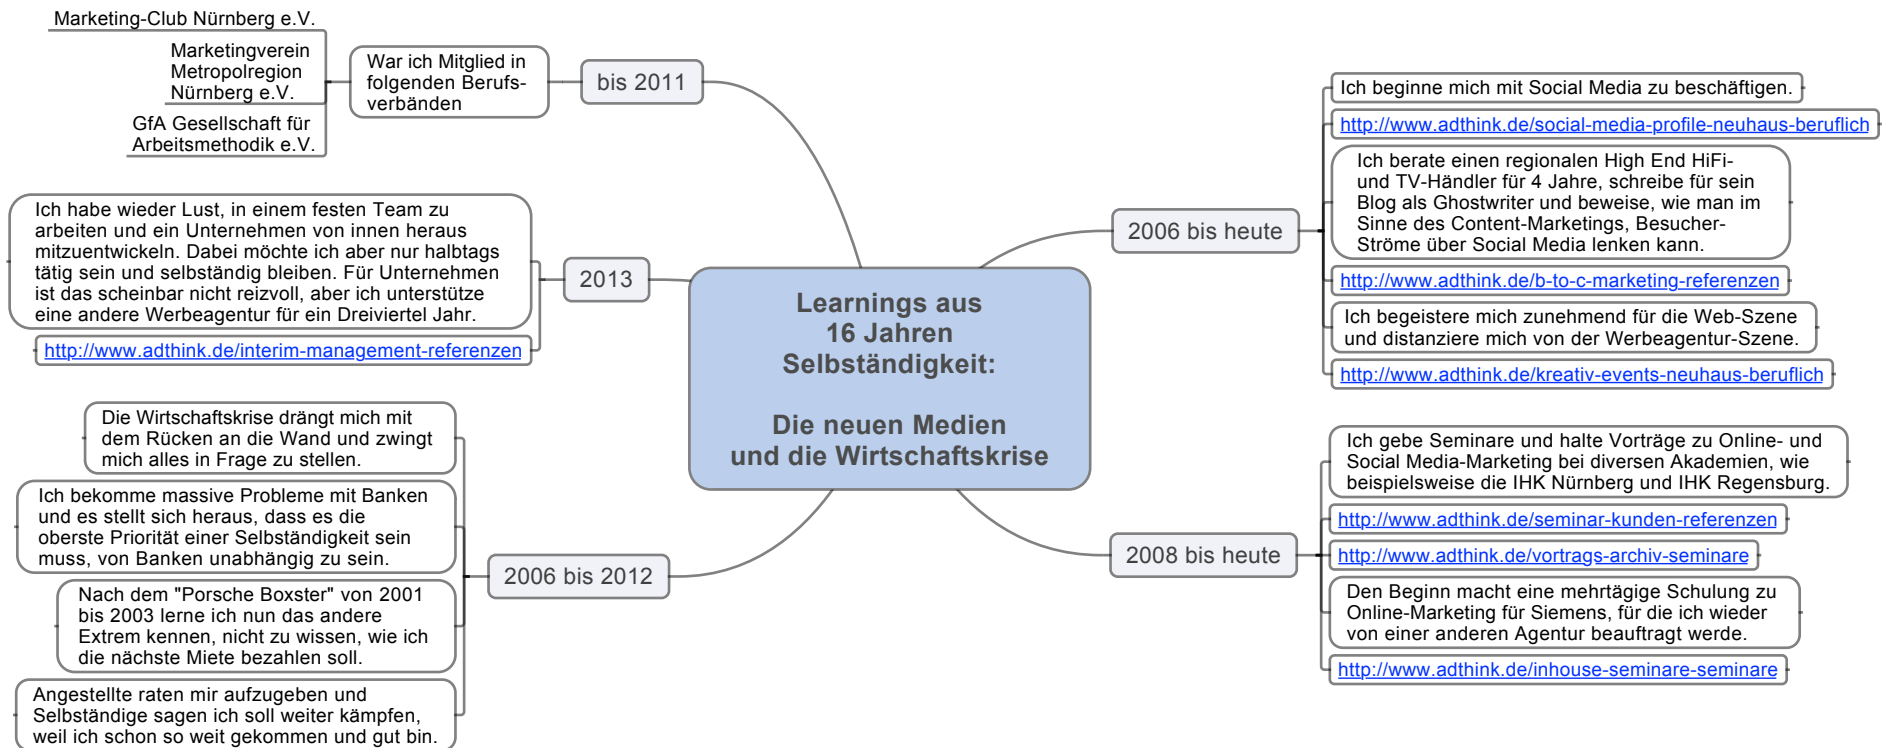 Learnings aus
16 Jahren
Selbständigkeit:
Die neuen Medien
und die Wirtschaftskrise
2006 bis heute
Ich beginne mich mit Social Media zu beschäftigen.
http://www.adthink.de/social-media-profile-neuhaus-beruflich
Ich berate einen regionalen High End HiFi-
und TV-Händler für 4 Jahre, schreibe für sein
Blog als Ghostwriter und beweise, wie man im
Sinne des Content-Marketings, Besucher-
Ströme über Social Media lenken kann.
http://www.adthink.de/b-to-c-marketing-referenzen
Ich begeistere mich zunehmend für die Web-Szene
und distanziere mich von der Werbeagentur-Szene.
http://www.adthink.de/kreativ-events-neuhaus-beruflich
2008 bis heute
Ich gebe Seminare und halte Vorträge zu Online- und
Social Media-Marketing bei diversen Akademien, wie
beispielsweise die IHK Nürnberg und IHK Regensburg.
http://www.adthink.de/seminar-kunden-referenzen
http://www.adthink.de/vortrags-archiv-seminare
Den Beginn macht eine mehrtägige Schulung zu
Online-Marketing für Siemens, für die ich wieder
von einer anderen Agentur beauftragt werde.
http://www.adthink.de/inhouse-seminare-seminare
2006 bis 2012
Die Wirtschaftskrise drängt mich mit
dem Rücken an die Wand und zwingt
mich alles in Frage zu stellen.
Ich bekomme massive Probleme mit Banken
und es stellt sich heraus, dass es die
oberste Priorität einer Selbständigkeit sein
muss, von Banken unabhängig zu sein.
Nach dem "Porsche Boxster" von 2001
bis 2003 lerne ich nun das andere
Extrem kennen, nicht zu wissen, wie ich
die nächste Miete bezahlen soll.
Angestellte raten mir aufzugeben und
Selbständige sagen ich soll weiter kämpfen,
weil ich schon so weit gekommen und gut bin.
2013
Ich habe wieder Lust, in einem festen Team zu
arbeiten und ein Unternehmen von innen heraus
mitzuentwickeln. Dabei möchte ich aber nur halbtags
tätig sein und selbständig bleiben. Für Unternehmen
ist das scheinbar nicht reizvoll, aber ich unterstütze
eine andere Werbeagentur für ein Dreiviertel Jahr.
http://www.adthink.de/interim-management-referenzen
bis 2011
War ich Mitglied in
folgenden Berufs-
verbänden
Marketing-Club Nürnberg e.V.
Marketingverein
Metropolregion
Nürnberg e.V.
GfA Gesellschaft für
Arbeitsmethodik e.V.